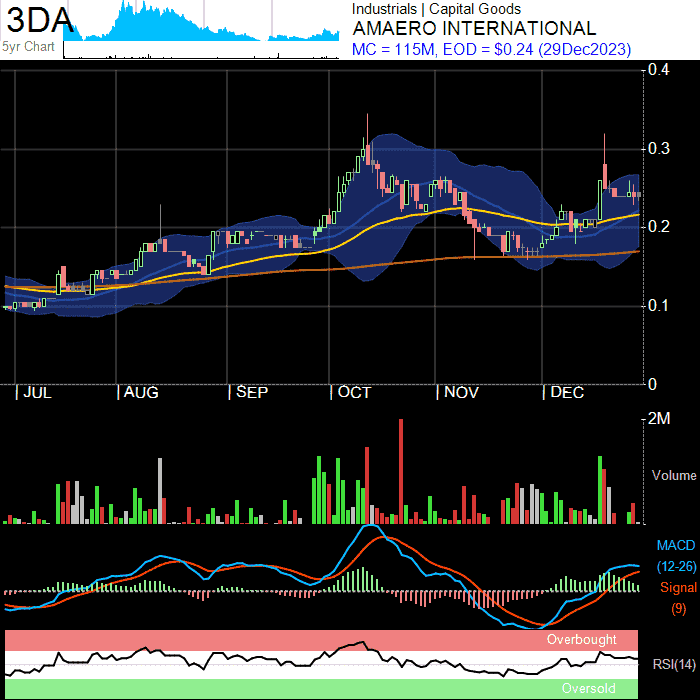 3DA
5yr Chart
Industrials | Capital Goods
AMAERO INTERNATIONAL
MC = 115M, EOD = $0.24 (29Dec2023)
0.4
0.3
0.2
0.1
0
| JUL | AUG | SEP | OCT | NOV | DEC
2M
Volume
MACD
(12-26)
Signal
(9)
Overbought
RSI(14)
Oversold